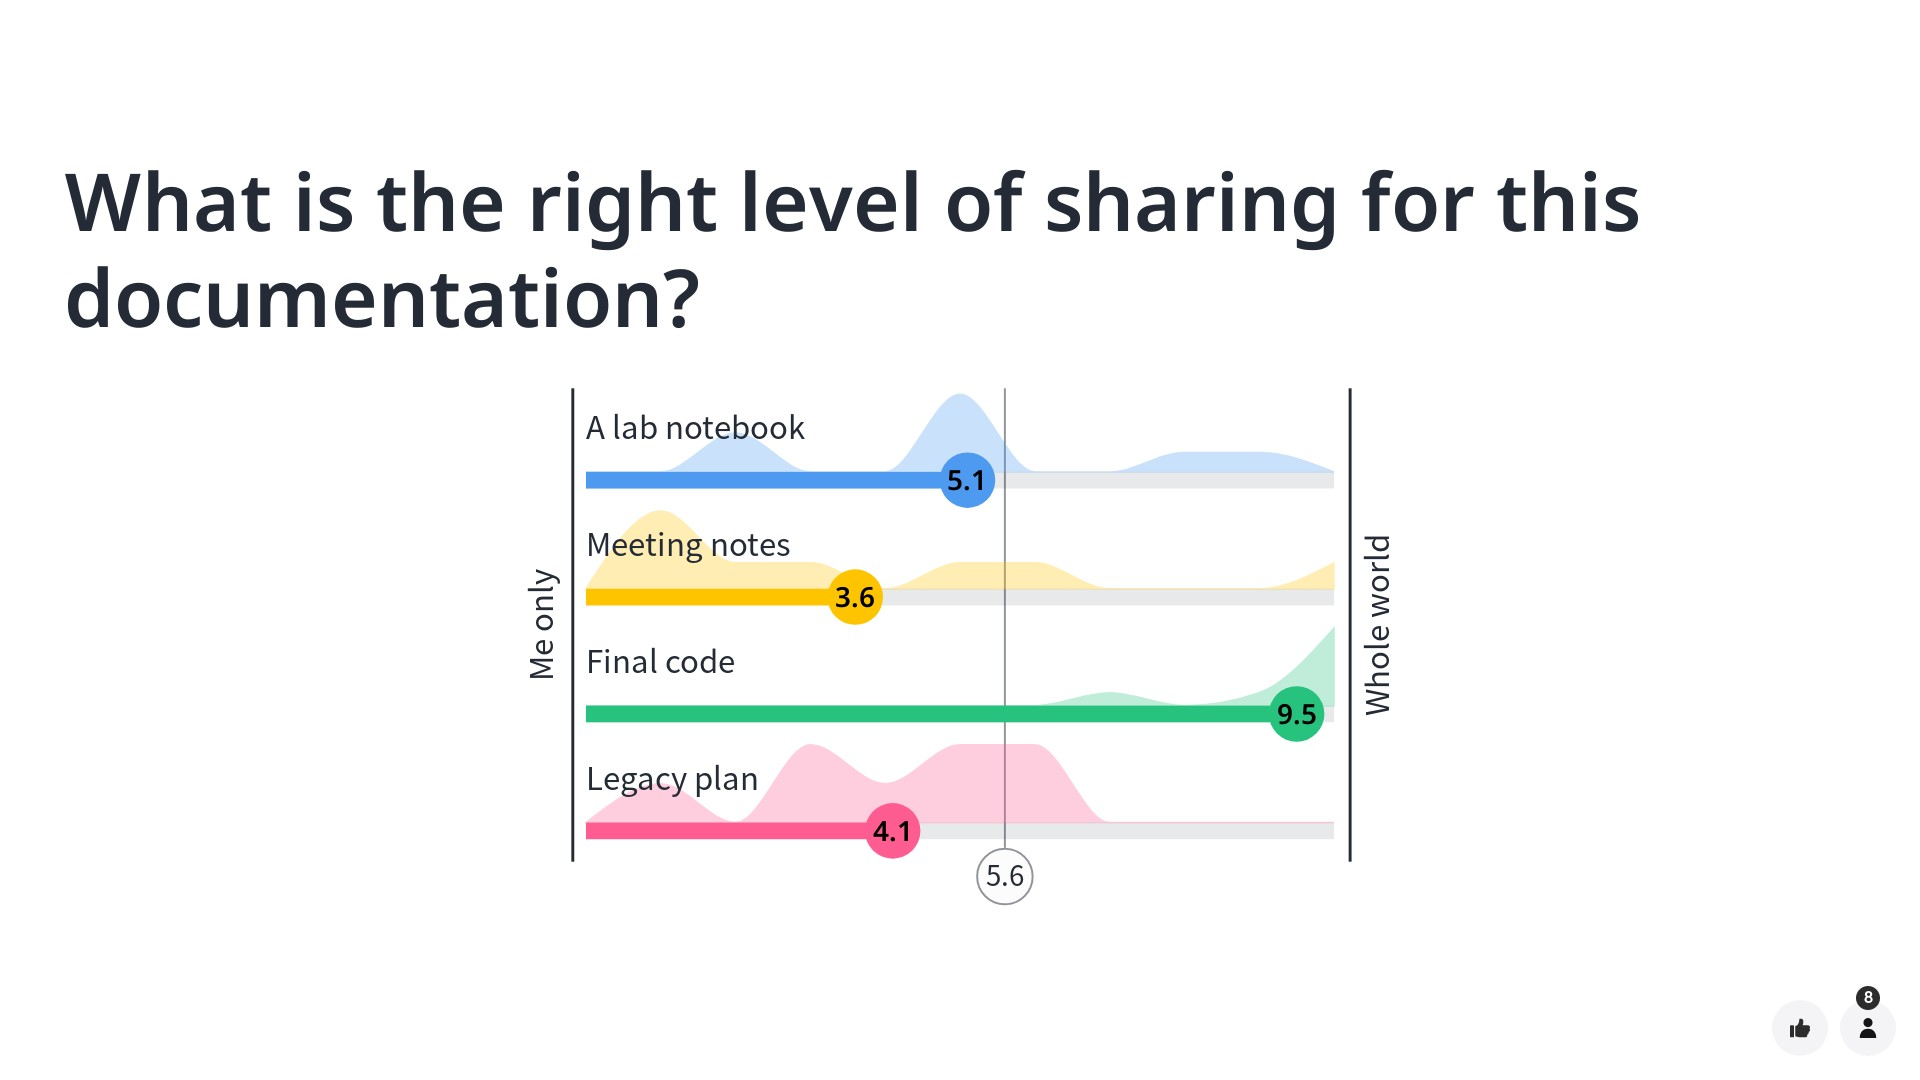 What is the right level of sharing for this
documentation?
Me only
A lab notebook
5.1
Meeting notes
3.6
Final code
9.5
Legacy plan
4.1
5.6
Whole world
8